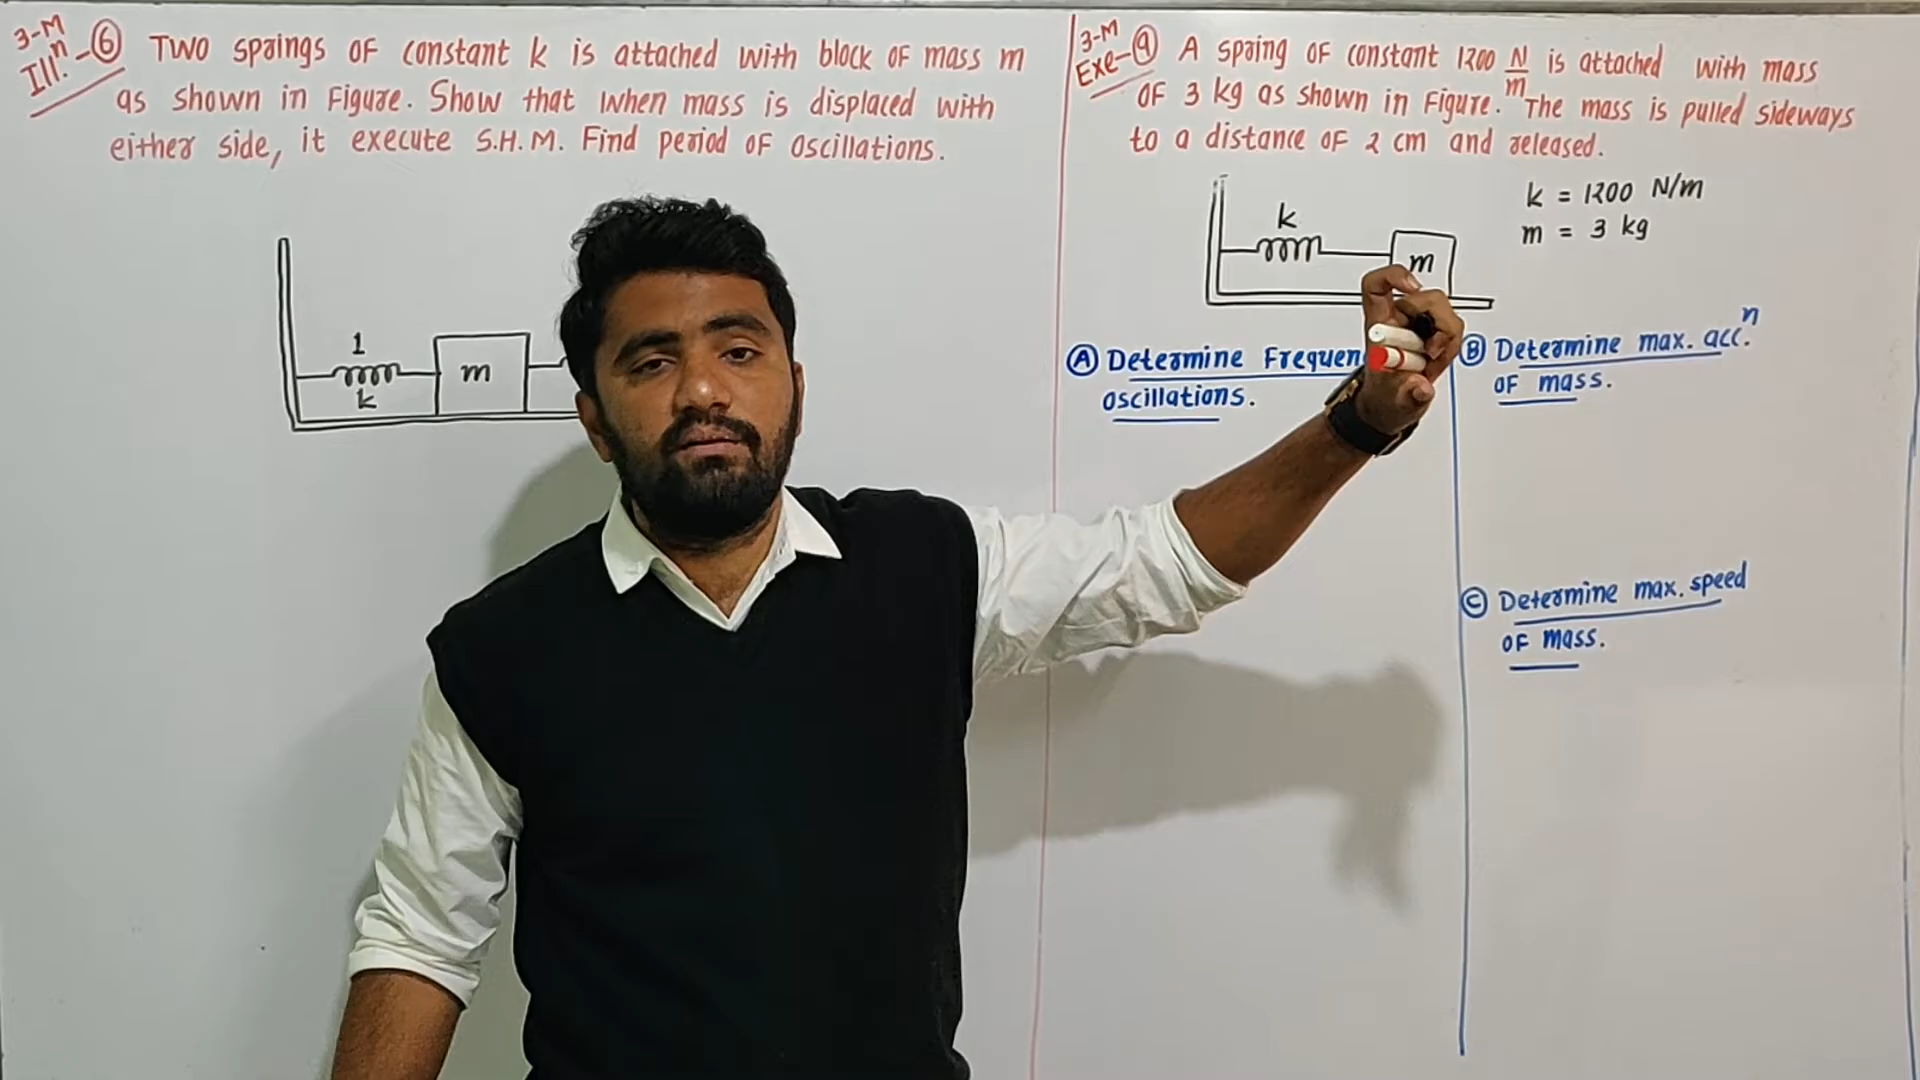 3-M
Illⁿ.-⑥ Two springs of constant k is attached with block of mass m
as shown in Figure. Show that when mass is displaced with
either side, it execute S.H.M. Find period of oscillations.
1
k
m
3-M
Exe-⑨ A spring of constant 1200 N/m is attached with mass
of 3 kg as shown in Figure. The mass is pulled sideways
to a distance of 2 cm and released.
k
m
k = 1200 N/m
m = 3 kg
Ⓐ Determine
oscillations.
Ⓑ Determine max. accⁿ.
of mass.
Ⓒ Determine max. speed
of mass.